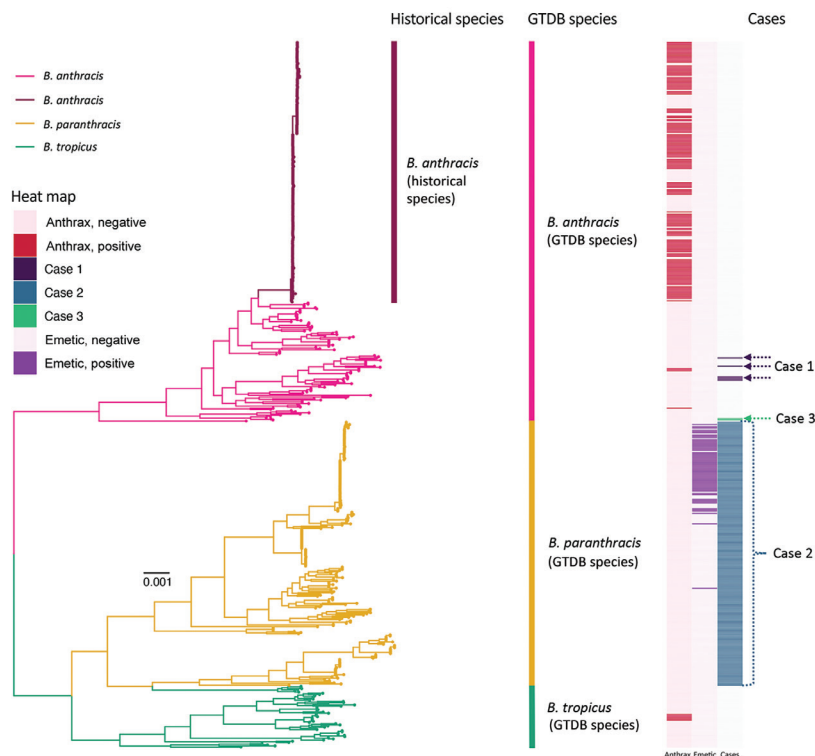 Historical species GTDB species Cases
B. anthracis
B. anthracis
B. paranthracis
B. tropicus
Heat map
Anthrax, negative
Anthrax, positive
Case 1
Case 2
Case 3
Emetic, negative
Emetic, positive
B. anthracis
(historical
species)
B. anthracis
(GTDB species)
Case 1
Case 3
B. paranthracis
(GTDB species)
Case 2
0.001
B. tropicus
(GTDB species)
Anthrax Emetic Cases